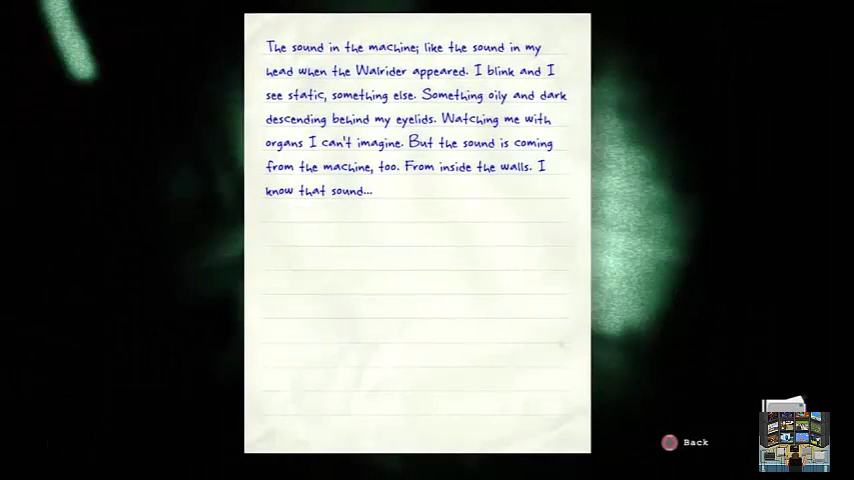 The sound in the machine; like the sound in my
head when the Walrider appeared. I blink and I
see static, something else. Something oily and dark
descending behind my eyelids. Watching me with
organs I can't imagine. But the sound is coming
from the machine, too. From inside the walls. I
know that sound...
Back